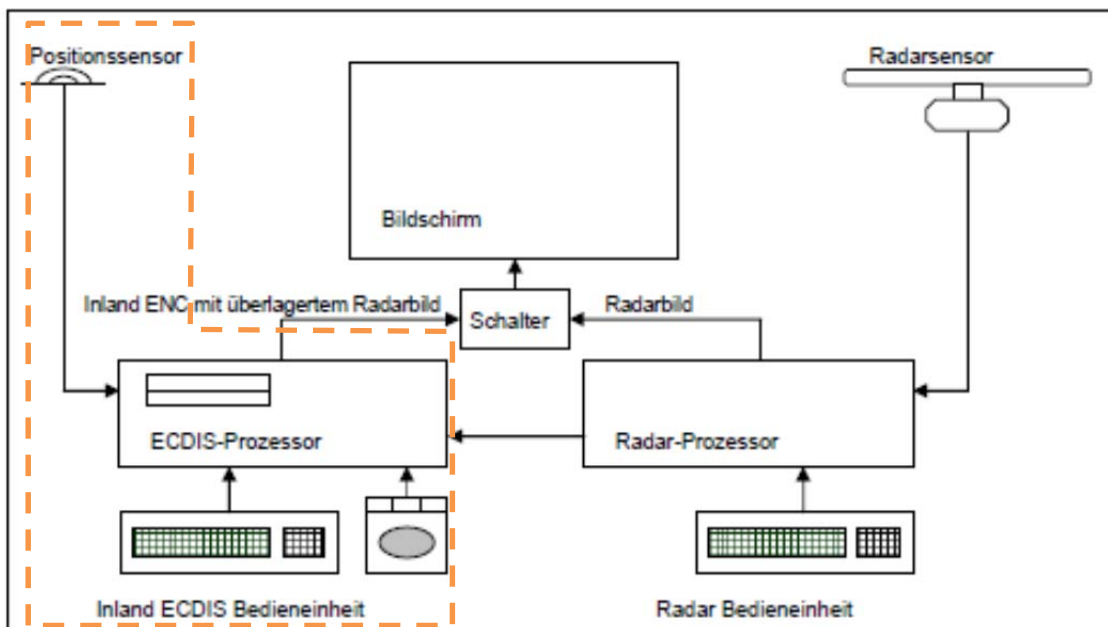 Positionssensor
Radarsensor
Bildschirm
Inland ENC mit überlagertem Radarbild
Schalter
Radarbild
ECDIS-Prozessor
Radar-Prozessor
Inland ECDIS Bedieneinheit
Radar Bedieneinheit